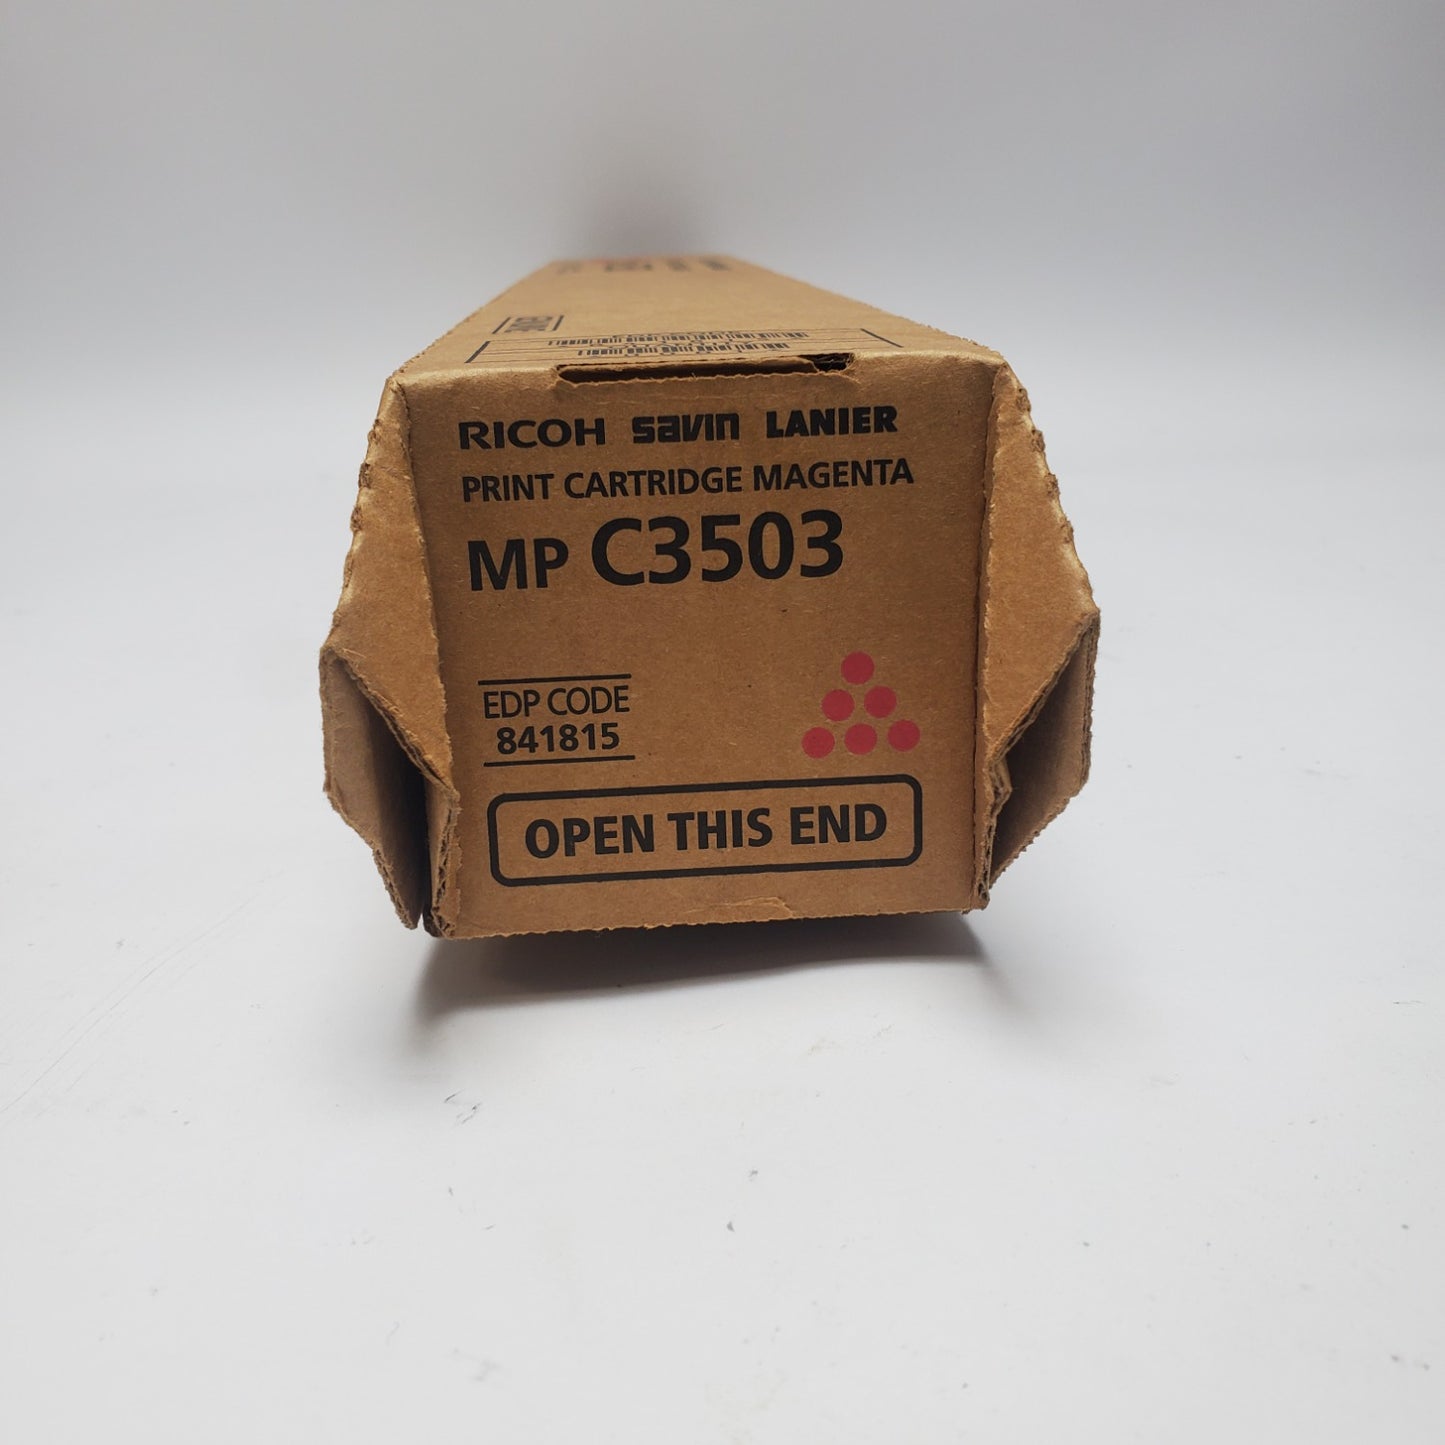 RICOH savin LANIER
PRINT CARTRIDGE MAGENTA
MP C3503
EDP CODE
841815
OPEN THIS END